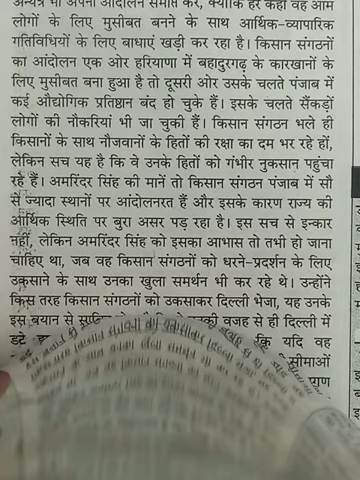 अन्यत्र भी अपना आंदोलन समाप्त करे, क्योंकि हर कहीं वह आम
लोगों के लिए मुसीबत बनने के साथ आर्थिक-व्यापारिक
गतिविधियों के लिए बाधाएं खड़ी कर रहा है। किसान संगठनों
का आंदोलन एक ओर हरियाणा में बहादुरगढ़ के कारखानों के
लिए मुसीबत बना हुआ है तो दूसरी ओर उसके चलते पंजाब में
कई औद्योगिक प्रतिष्ठान बंद हो चुके हैं। इसके चलते सैंकड़ों
लोगों की नौकरियां भी जा चुकी हैं। किसान संगठन भले ही
किसानों के साथ नौजवानों के हितों की रक्षा का दम भर रहे हों,
लेकिन सच यह है कि वे उनके हितों को गंभीर नुकसान पहुंचा
रहे हैं। अमरिंदर सिंह की मानें तो किसान संगठन पंजाब में सौ
से ज्यादा स्थानों पर आंदोलनरत हैं और इसके कारण राज्य की
आर्थिक स्थिति पर बुरा असर पड़ रहा है। इस सच से इन्कार
नहीं, लेकिन अमरिंदर सिंह को इसका आभास तो तभी हो जाना
चाहिए था, जब वह किसान संगठनों को धरने-प्रदर्शन के लिए
उकसाने के साथ उनका खुला समर्थन भी कर रहे थे। उन्होंने
किस तरह किसान संगठनों को उकसाकर दिल्ली भेजा, यह उनके
इस बयान से वजह से ही दिल्ली में
डटे यदि वह
सीमाओं